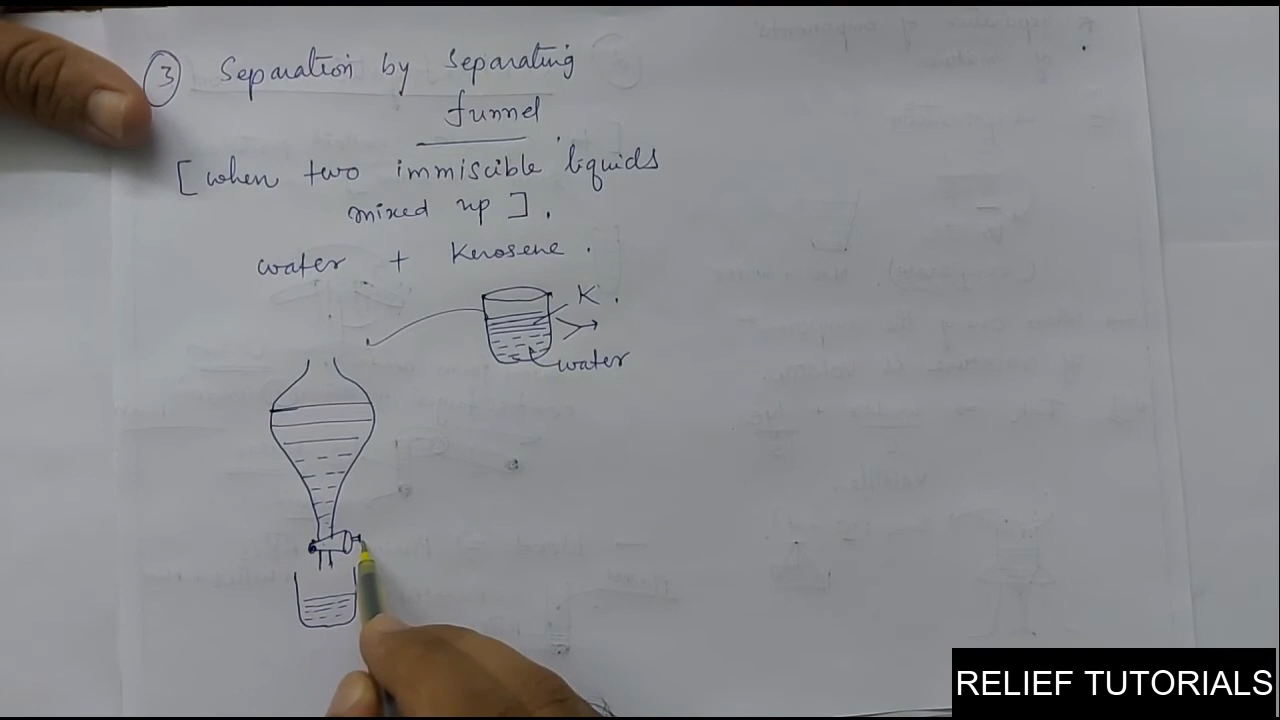 3 Separation by Separating
funnel
[when two immiscible liquids
mixed up].
water + Kerosene.
K.
water
RELIEF TUTORIALS